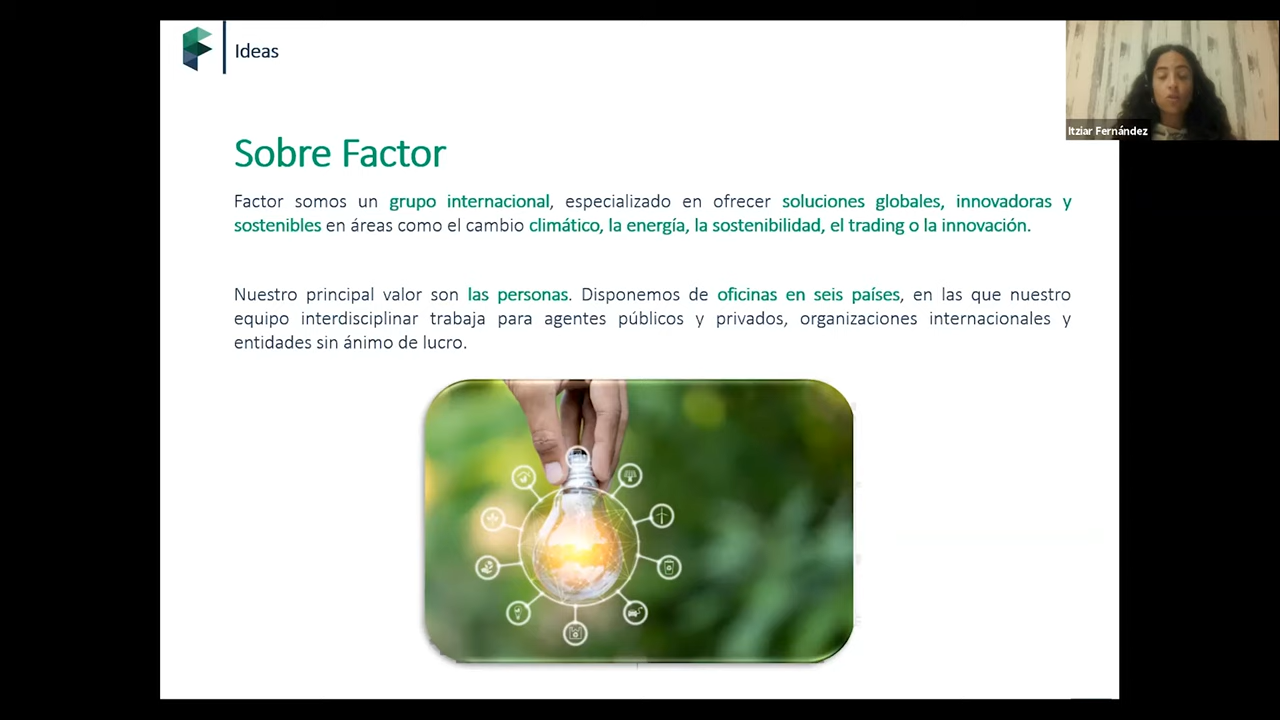 Ideas
Itziar Fernández
Sobre Factor
Factor somos un grupo internacional, especializado en ofrecer soluciones globales, innovadoras y
sostenibles en áreas como el cambio climático, la energía, la sostenibilidad, el trading o la innovación.
Nuestro principal valor son las personas. Disponemos de oficinas en seis países, en las que nuestro
equipo interdisciplinar trabaja para agentes públicos y privados, organizaciones internacionales y
entidades sin ánimo de lucro.